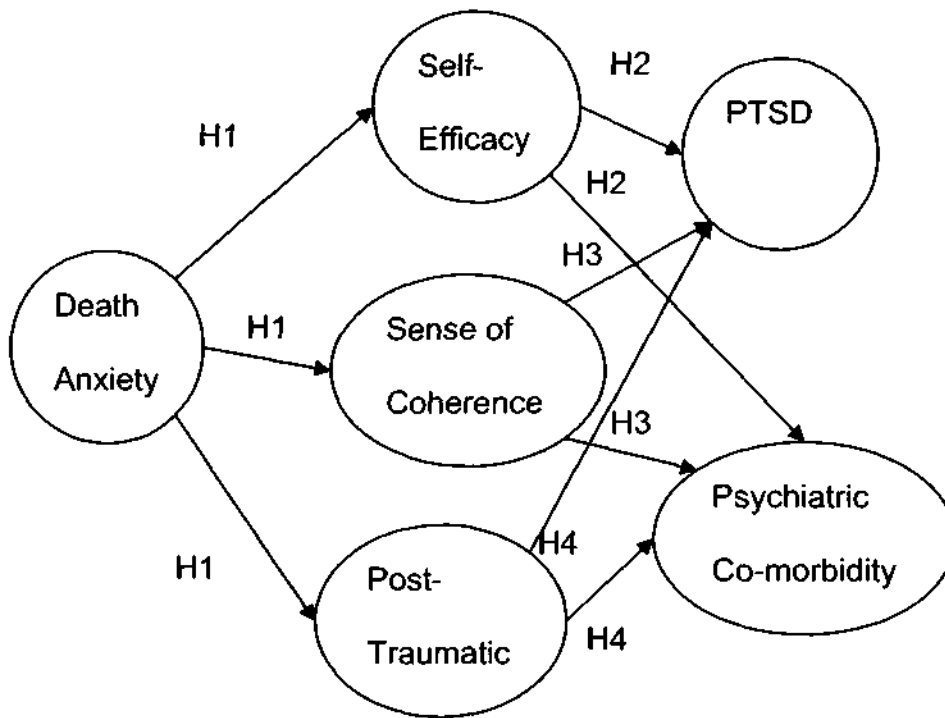 Self-
Efficacy
H2
PTSD
H1
H2
H3
Death
Anxiety
H1
Sense of
Coherence
H3
Psychiatric
Co-morbidity
H4
H1
Post-
Traumatic
H4